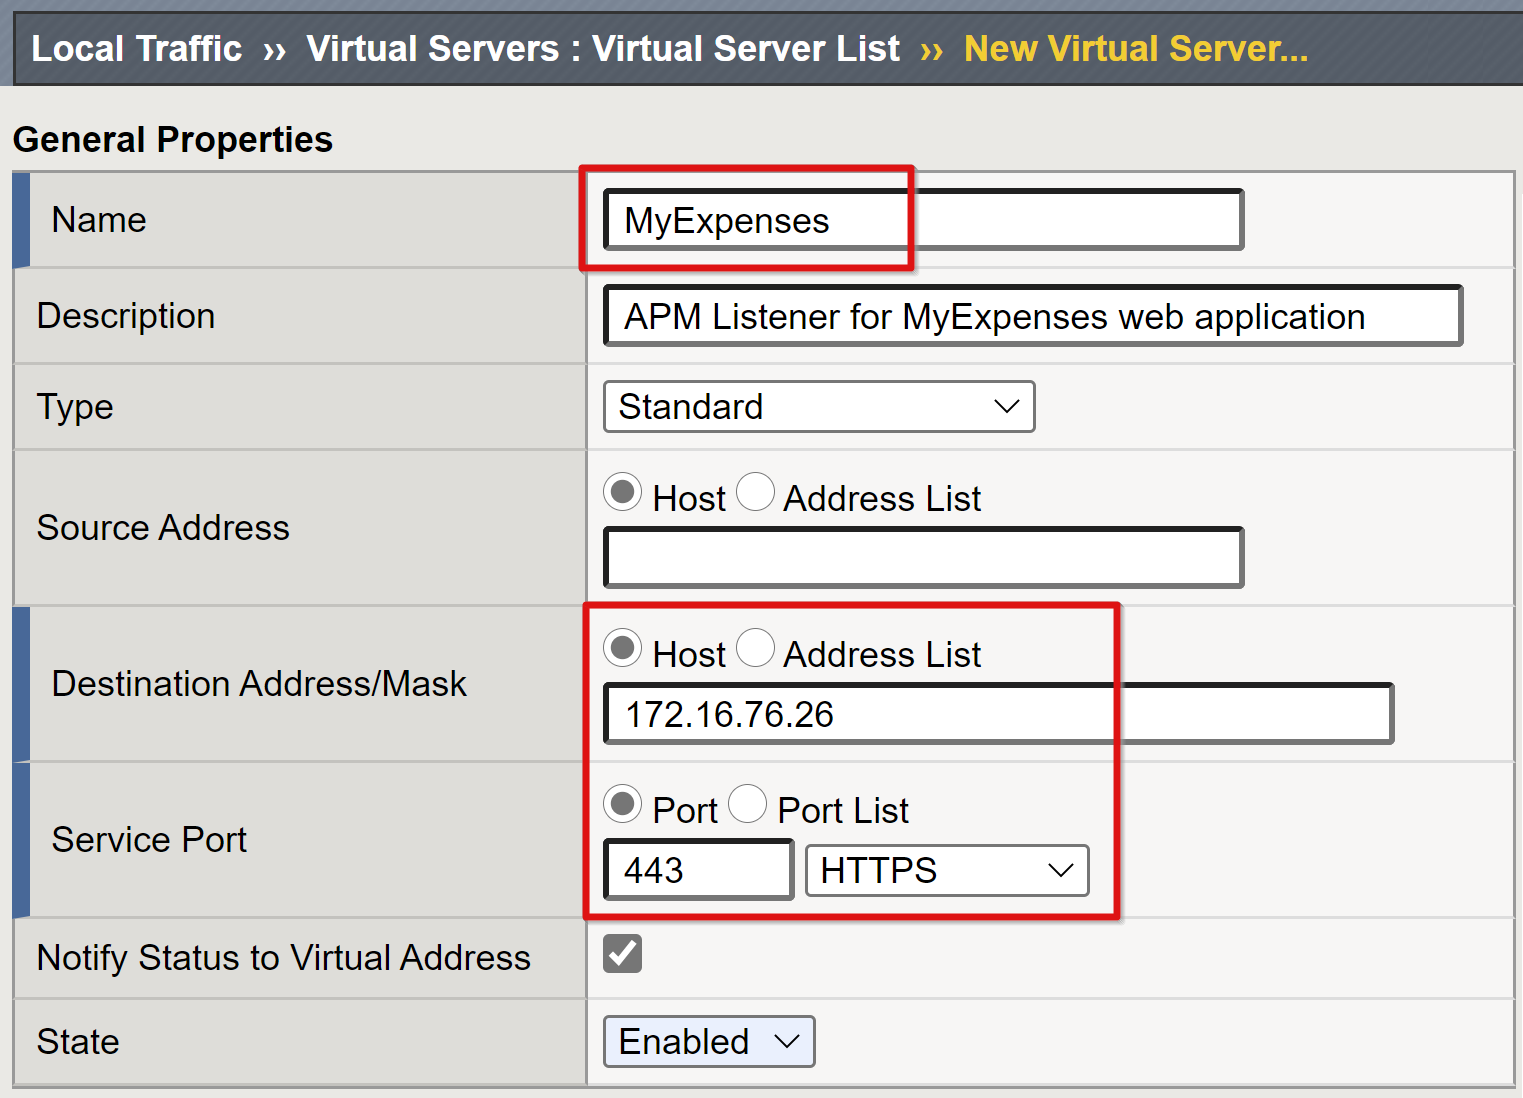 Local Traffic ›› Virtual Servers : Virtual Server List ›› New Virtual Server...
General Properties
Name MyExpenses
Description APM Listener for MyExpenses web application
Type Standard
Source Address Host Address List
Destination Address/Mask Host Address List
172.16.76.26
Service Port Port Port List
443 HTTPS
Notify Status to Virtual Address
State Enabled